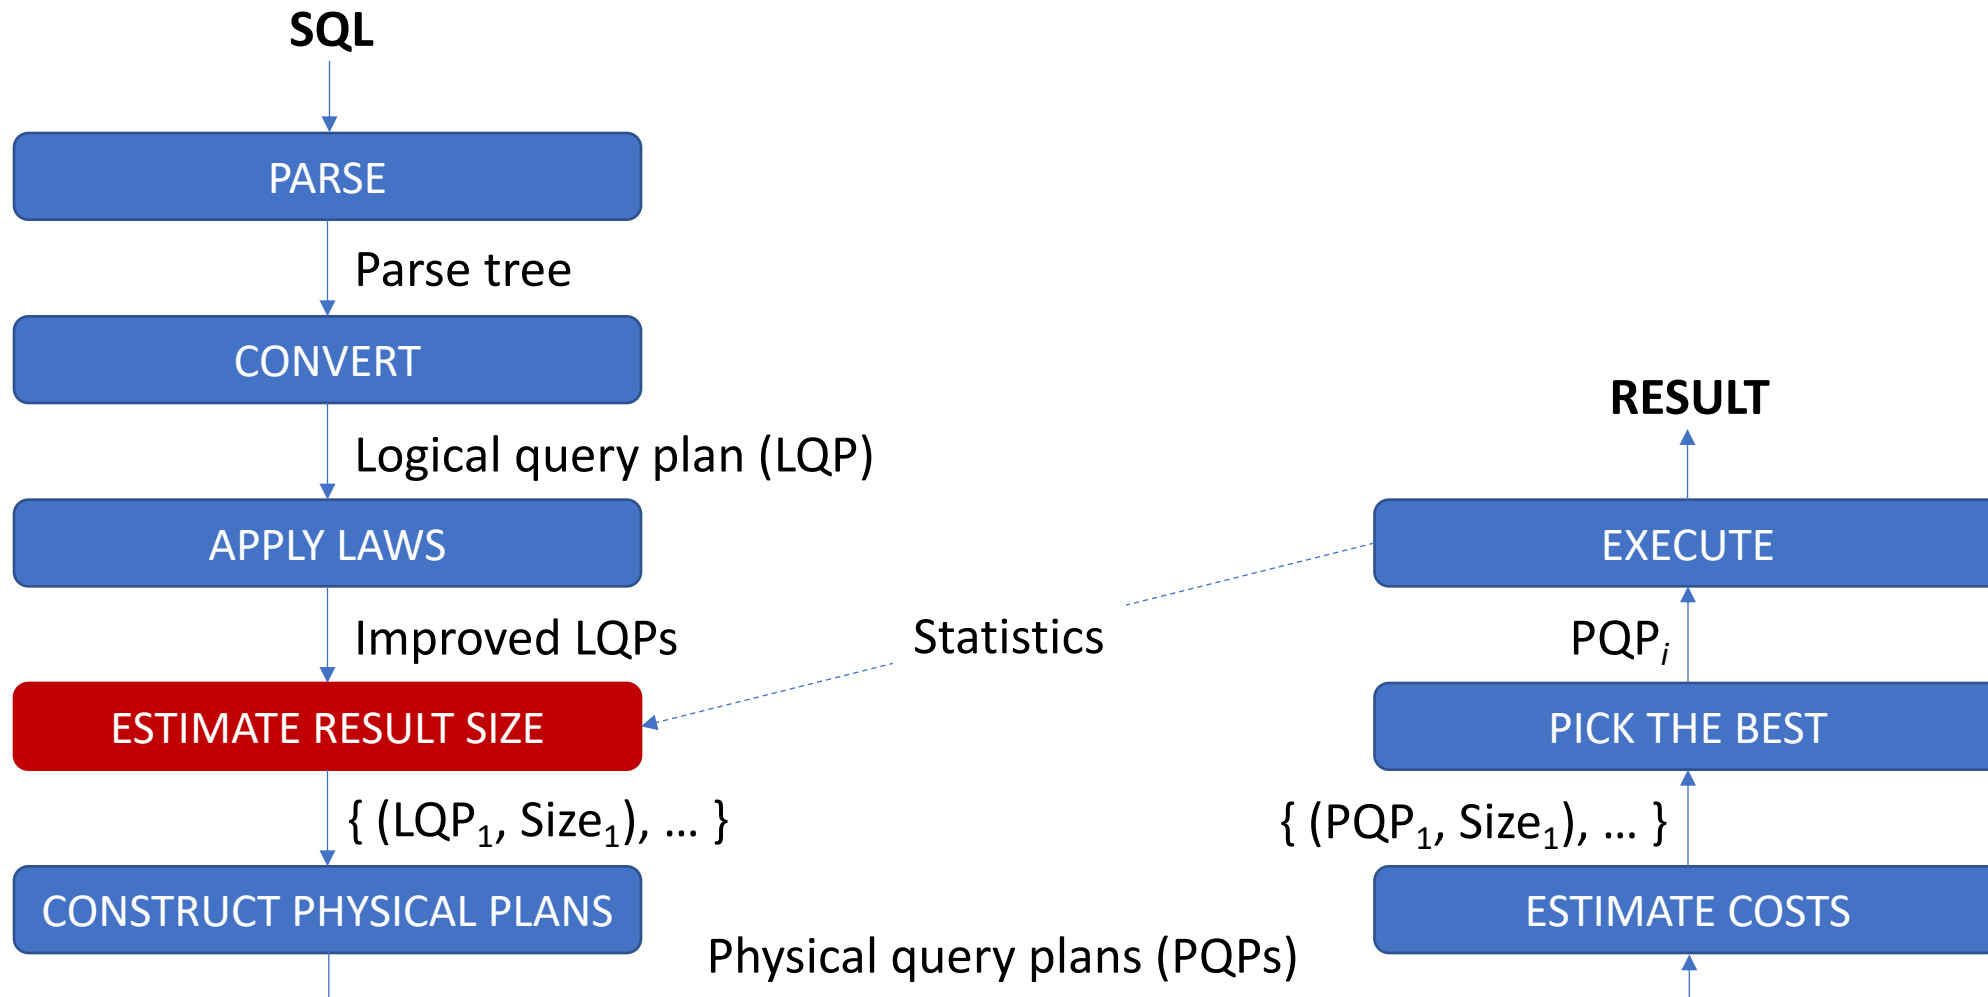 SQL
PARSE
Parse tree
CONVERT
Logical query plan (LQP)
APPLY LAWS
Improved LQPs
ESTIMATE RESULT SIZE
{ (LQP₁, Size₁), … }
CONSTRUCT PHYSICAL PLANS
Physical query plans (PQPs)
Statistics
RESULT
EXECUTE
PQPᵢ
PICK THE BEST
{ (PQP₁, Size₁), … }
ESTIMATE COSTS